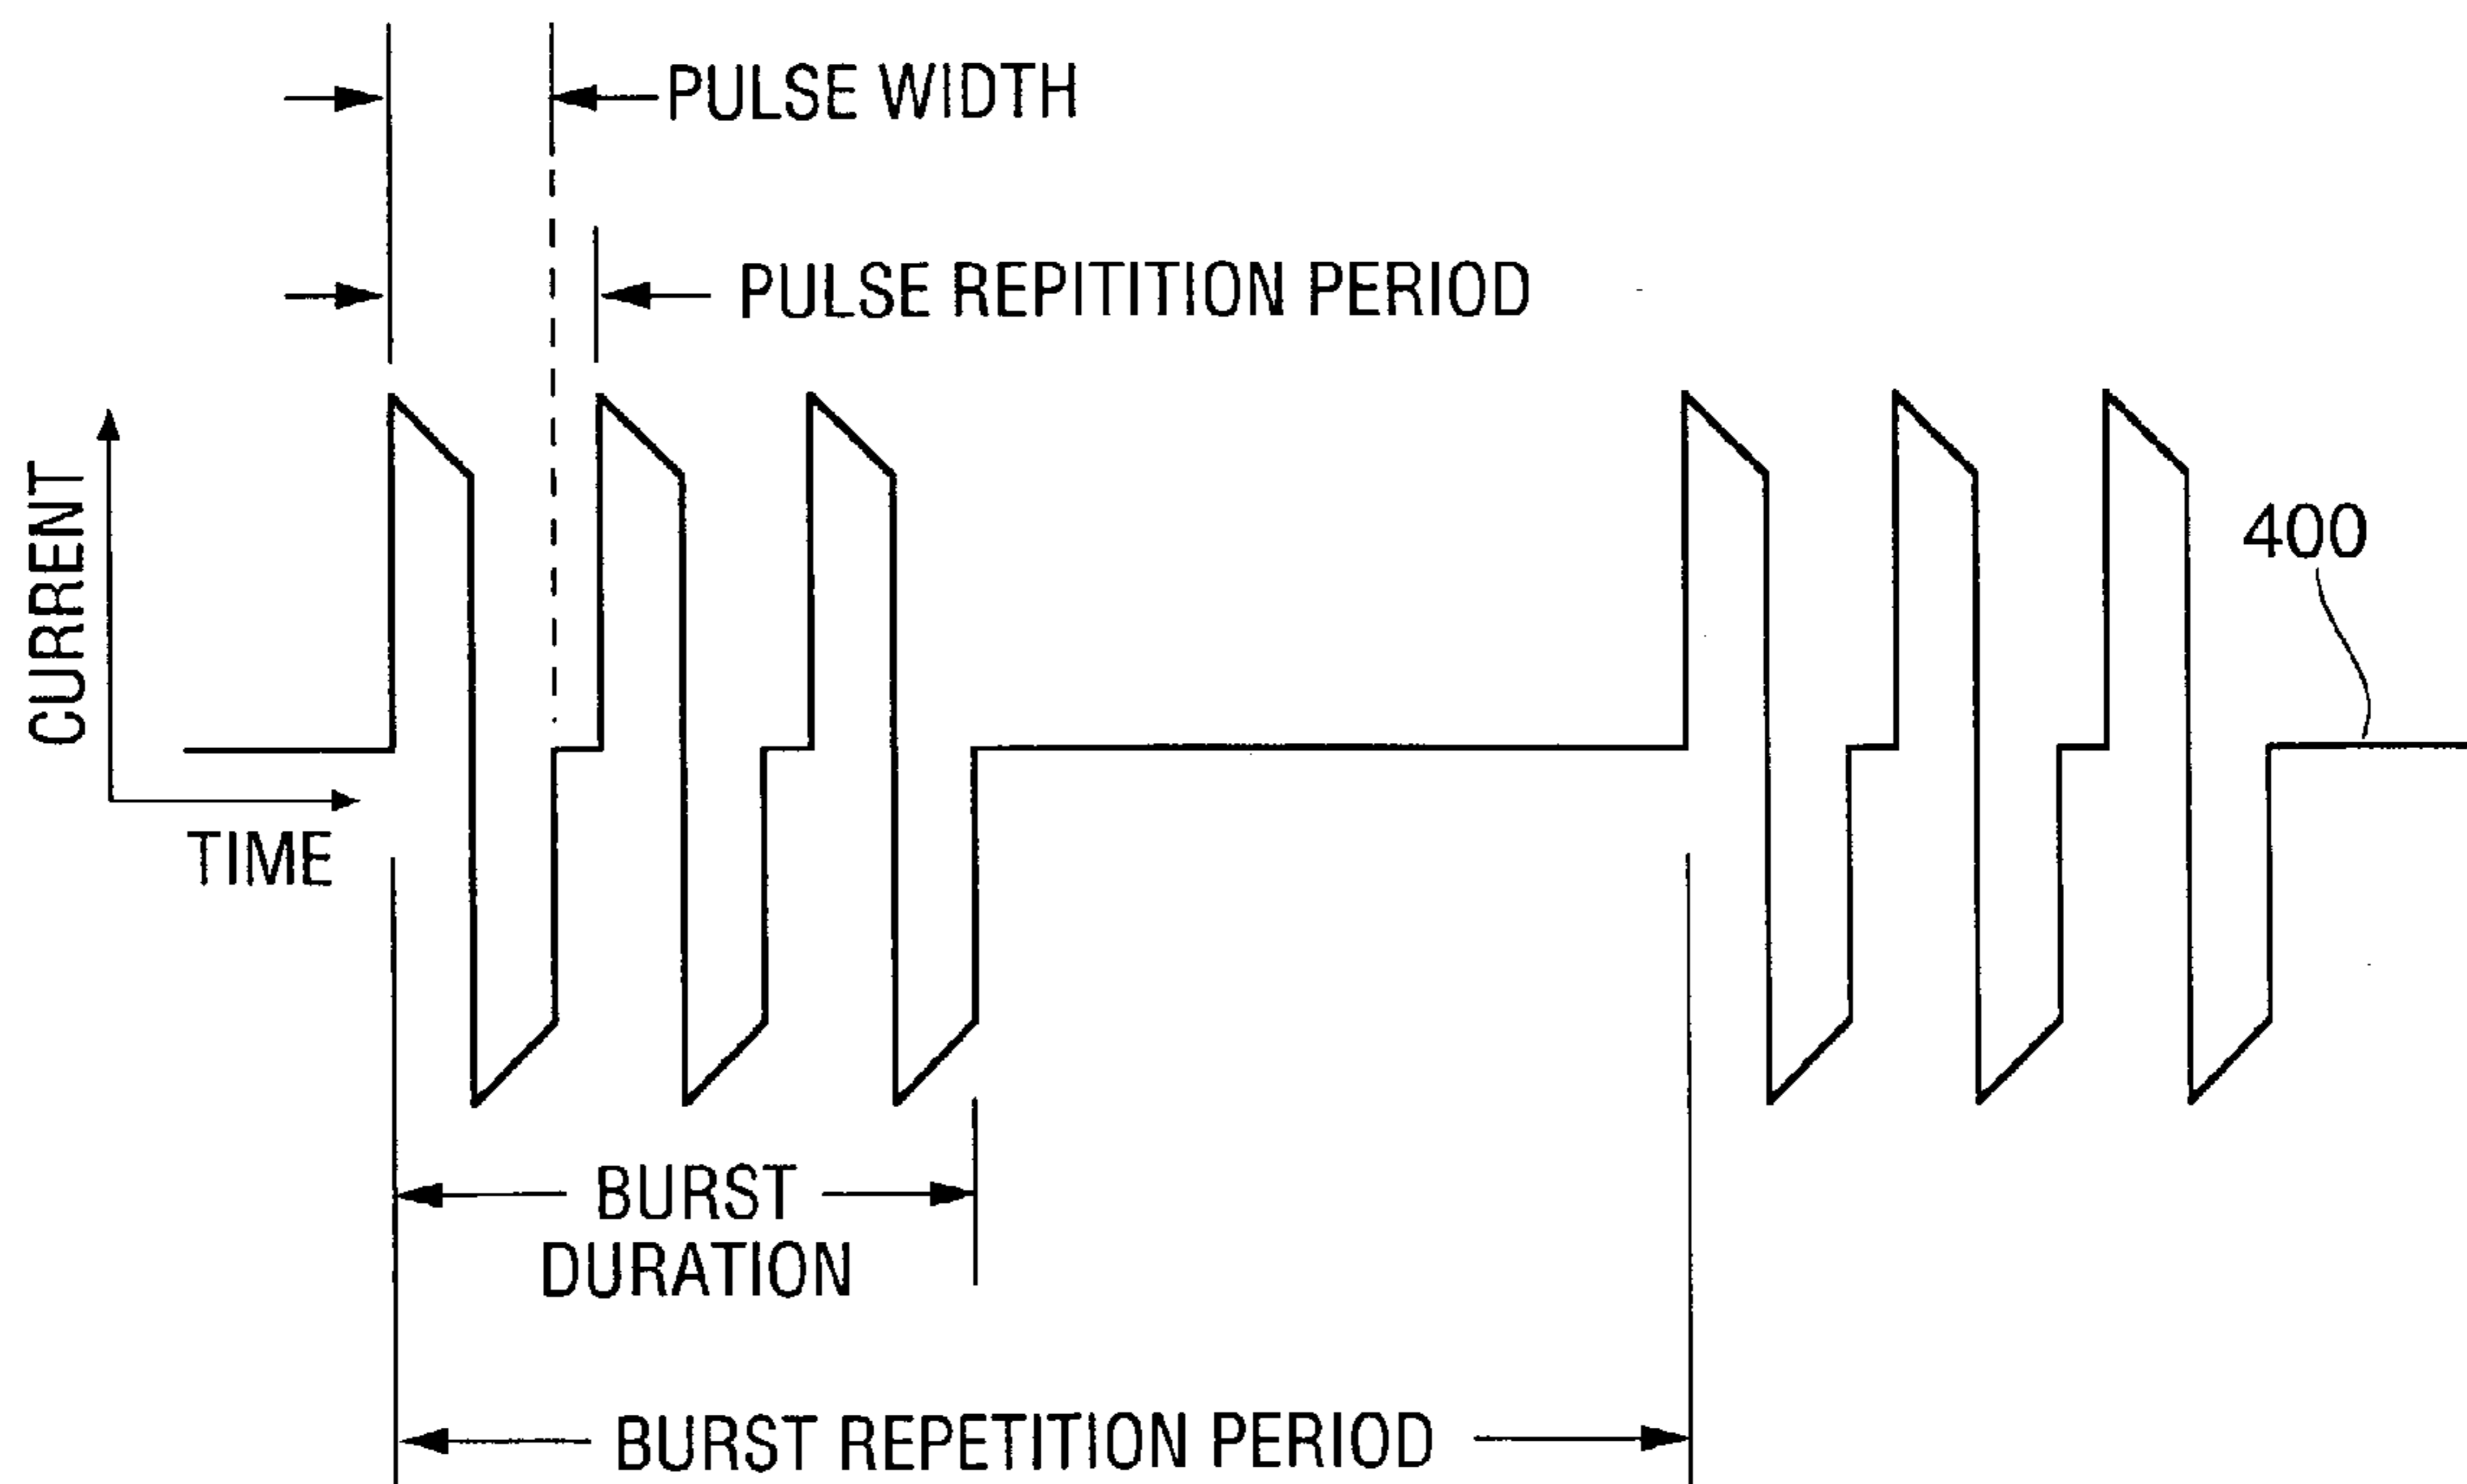 PULSE WIDTH
PULSE REPITITION PERIOD
CURRENT
400
TIME
BURST
DURATION
BURST REPETITION PERIOD